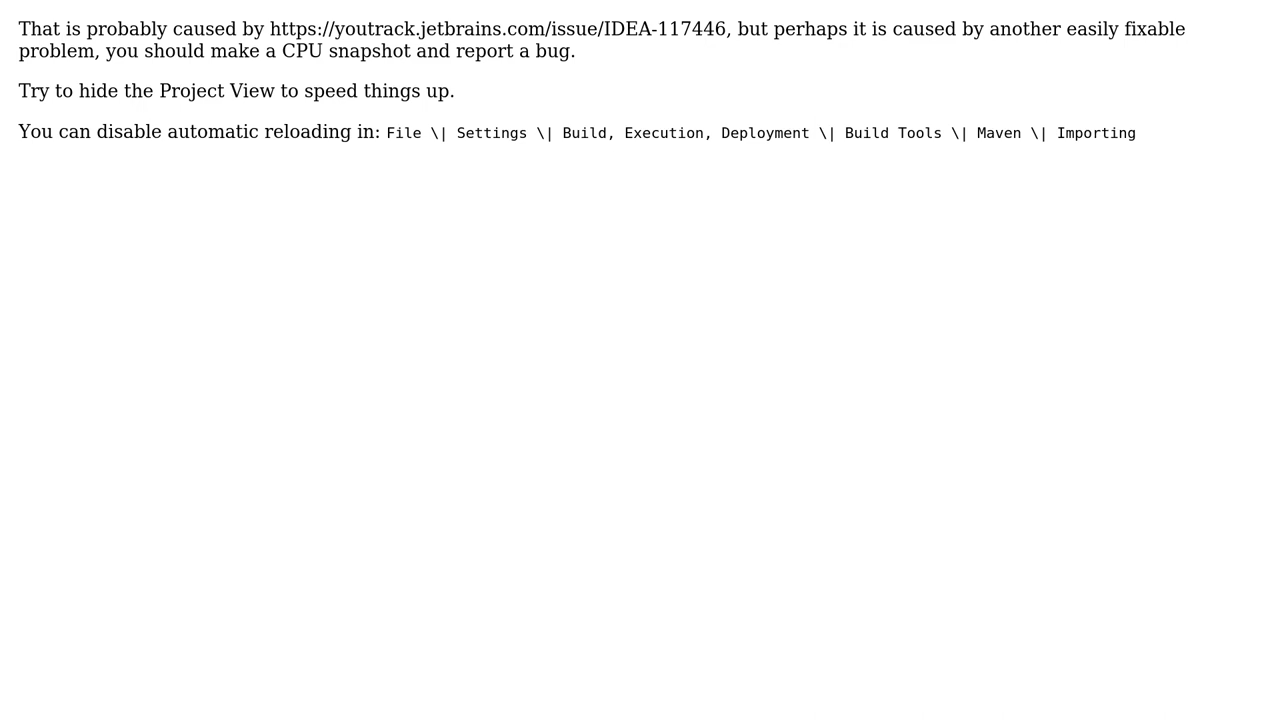 That is probably caused by https://youtrack.jetbrains.com/issue/IDEA-117446, but perhaps it is caused by another easily fixable
problem, you should make a CPU snapshot and report a bug.
Try to hide the Project View to speed things up.
You can disable automatic reloading in: File \| Settings \| Build, Execution, Deployment \| Build Tools \| Maven \| Importing